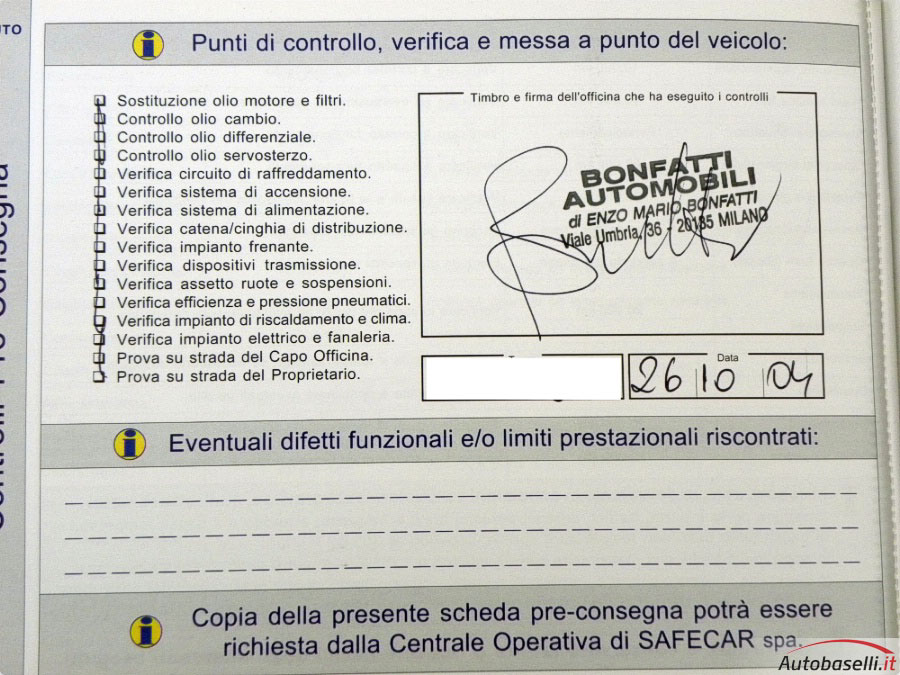 Punti di controllo, verifica e messa a punto del veicolo:
Sostituzione olio motore e filtri.
Controllo olio cambio.
Controllo olio differenziale.
Controllo olio servosterzo.
Verifica circuito di raffreddamento.
Verifica sistema di accensione.
Verifica sistema di alimentazione.
Verifica catena/cinghia di distribuzione.
Verifica impianto frenante.
Verifica dispositivi trasmissione.
Verifica assetto ruote e sospensioni.
Verifica efficienza e pressione pneumatici.
Verifica impianto di riscaldamento e clima.
Verifica impianto elettrico e fanaleria.
Prova su strada del Capo Officina.
Prova su strada del Proprietario.
Timbro e firma dell'officina che ha eseguito i controlli
BONFATTI
AUTOMOBILI
di ENZO MARIO BONFATTI
Viale Umbria, 36 - 20135 MILANO
Data
26 10 04
Eventuali difetti funzionali e/o limiti prestazionali riscontrati:
Copia della presente scheda pre-consegna potrà essere
richiesta dalla Centrale Operativa di SAFECAR spa.
Autobaselli.it